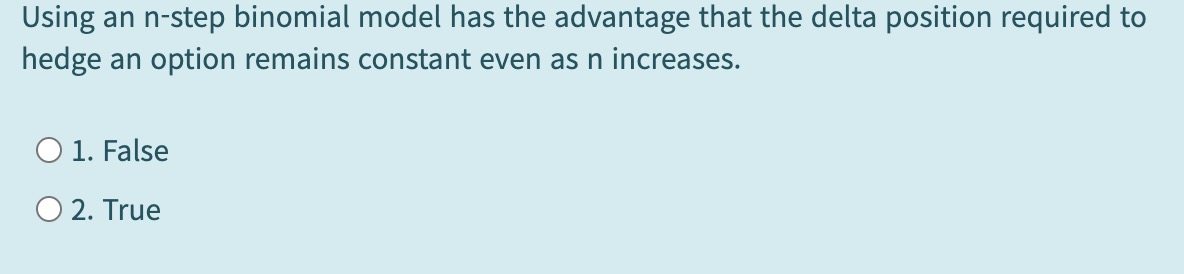 Using an n-step binomial model has the advantage that the delta position required to
hedge an option remains constant even as n increases.
1. False
2. True